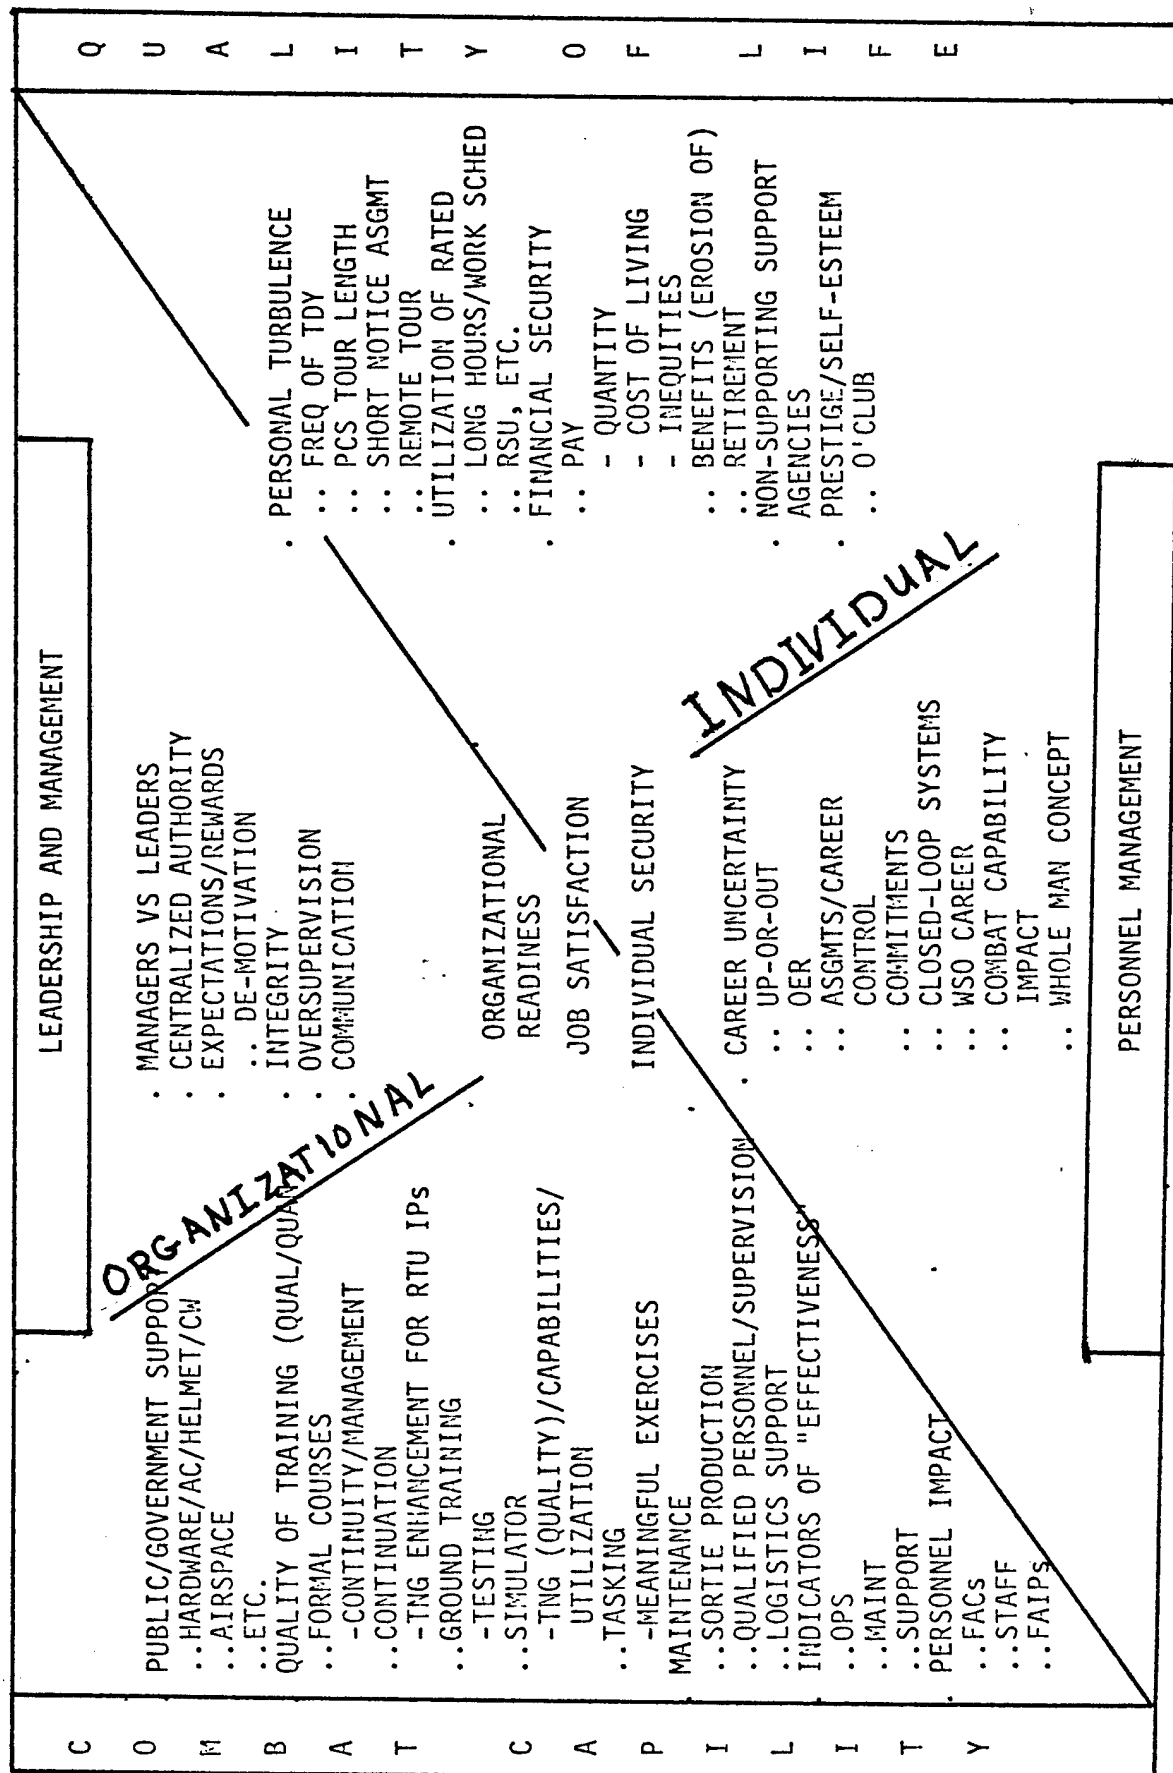 LEADERSHIP AND MANAGEMENT
COMBAT CAPILITY
PUBLIC/GOVERNMENT SUPPORT
..HARDWARE/AC/HELMET/CW
..AIRSPACE
..ETC.
QUALITY OF TRAINING (QUAL/QUAN
..FORMAL COURSES
-CONTINUITY/MANAGEMENT
..CONTINUATION
-TNG ENHANCEMENT FOR RTU IPs
..GROUND TRAINING
-TESTING
..SIMULATOR
-TNG (QUALITY)/CAPABILITIES/
UTILIZATION
..TASKING
-MEANINGFUL EXERCISES
MAINTENANCE
..SORTIE PRODUCTION
..QUALIFIED PERSONNEL/SUPERVISION
..LOGISTICS SUPPORT
INDICATORS OF "EFFECTIVENESS"
..OPS
..MAINT
..SUPPORT
PERSONNEL IMPACT
..FACs
..STAFF
..FAIPs
ORGANIZATIONAL
. MANAGERS VS LEADERS
. CENTRALIZED AUTHORITY
. EXPECTATIONS/REWARDS
.. DE-MOTIVATION
. INTEGRITY
. OVERSUPERVISION
. COMMUNICATION
ORGANIZATIONAL
READINESS
JOB SATISFACTION
INDIVIDUAL SECURITY
. CAREER UNCERTAINTY
.. UP-OR-OUT
.. OER
.. ASGMTS/CAREER
CONTROL
.. COMMITMENTS
.. CLOSED-LOOP SYSTEMS
.. WSO CAREER
.. COMBAT CAPABILITY
IMPACT
.. WHOLE MAN CONCEPT
INDIVIDUAL
. PERSONAL TURBULENCE
.. FREQ OF TDY
.. PCS TOUR LENGTH
.. SHORT NOTICE ASGMT
.. REMOTE TOUR
. UTILIZATION OF RATED
.. LONG HOURS/WORK SCHED
.. RSU, ETC.
. FINANCIAL SECURITY
.. PAY
- QUANTITY
- COST OF LIVING
- INEQUITIES
.. BENEFITS (EROSION OF)
.. RETIREMENT
. NON-SUPPORTING SUPPORT
AGENCIES
. PRESTIGE/SELF-ESTEEM
.. O'CLUB
QUALITY OF LIFE
PERSONNEL MANAGEMENT